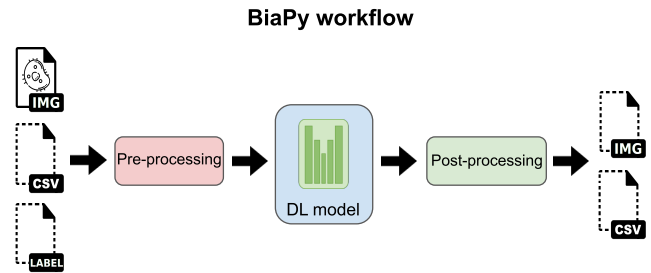 BiaPy workflow
IMG
CSV
LABEL
Pre-processing
DL model
Post-processing
IMG
CSV